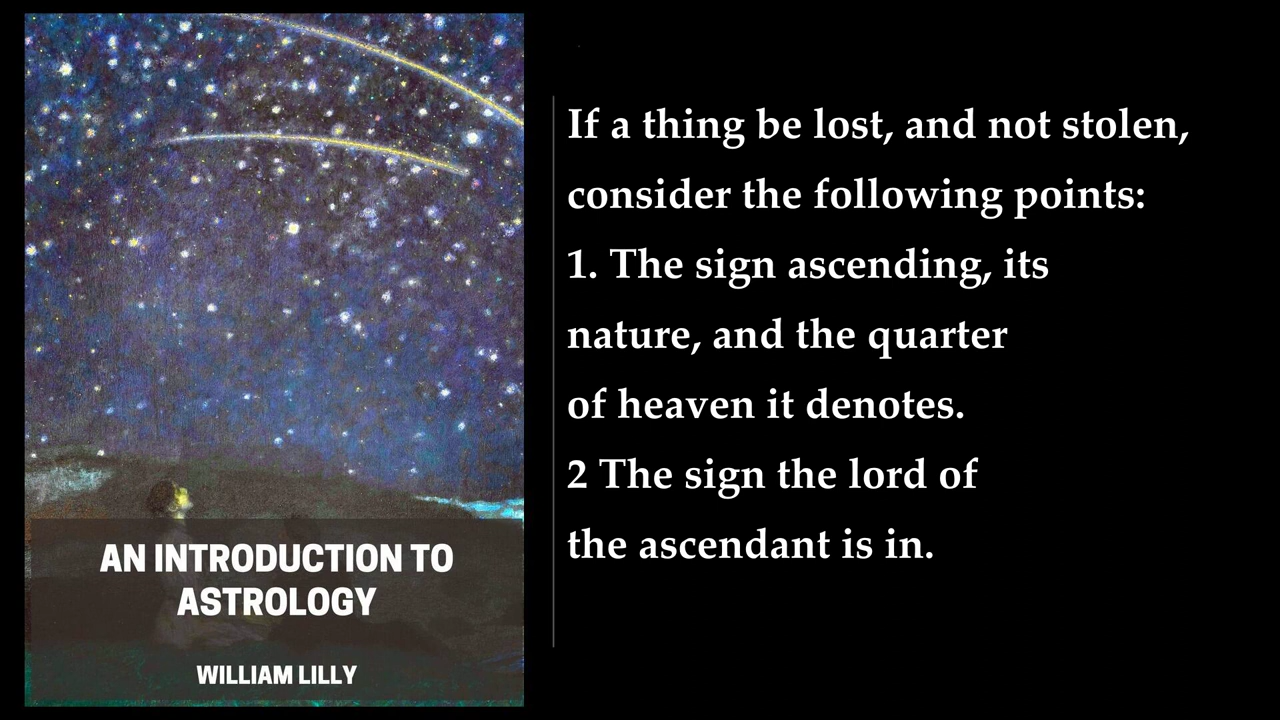 AN INTRODUCTION TO
ASTROLOGY
WILLIAM LILLY
If a thing be lost, and not stolen,
consider the following points:
1. The sign ascending, its
nature, and the quarter
of heaven it denotes.
2 The sign the lord of
the ascendant is in.